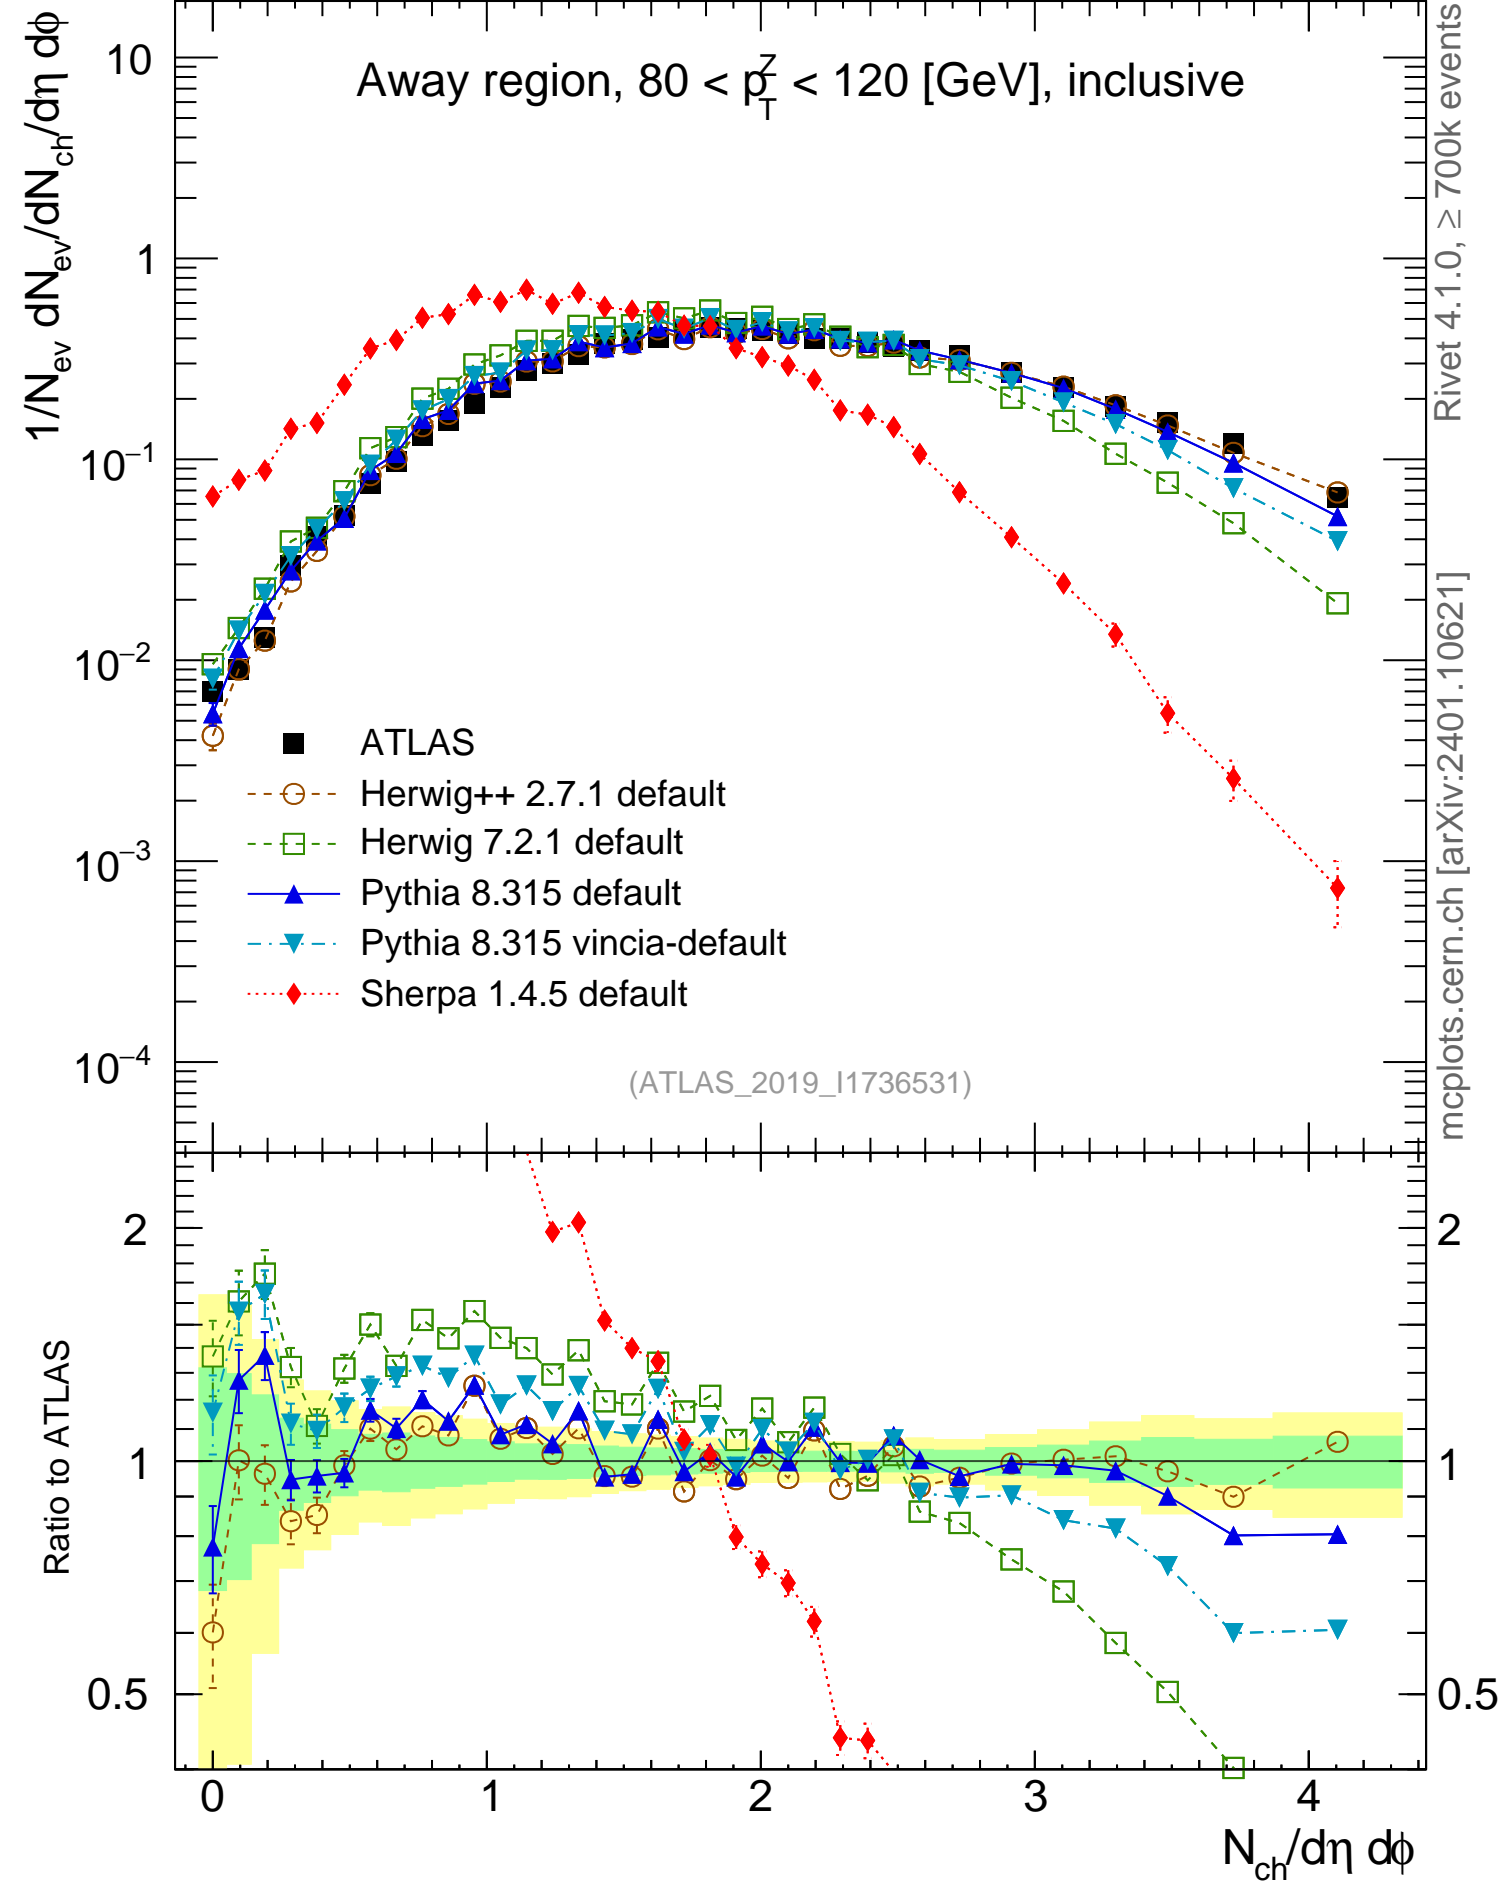 Away region, 80 < p_T^Z < 120 [GeV], inclusive
1/N_ev dN_ev/dN_ch/dη dϕ
10
1
10⁻¹
10⁻²
10⁻³
10⁻⁴
ATLAS
Herwig++ 2.7.1 default
Herwig 7.2.1 default
Pythia 8.315 default
Pythia 8.315 vincia-default
Sherpa 1.4.5 default
(ATLAS_2019_I1736531)
Rivet 4.1.0, ≥ 700k events
mcplots.cern.ch [arXiv:2401.10621]
Ratio to ATLAS
2
1
0.5
2
1
0.5
0 1 2 3 4
N_ch/dη dϕ